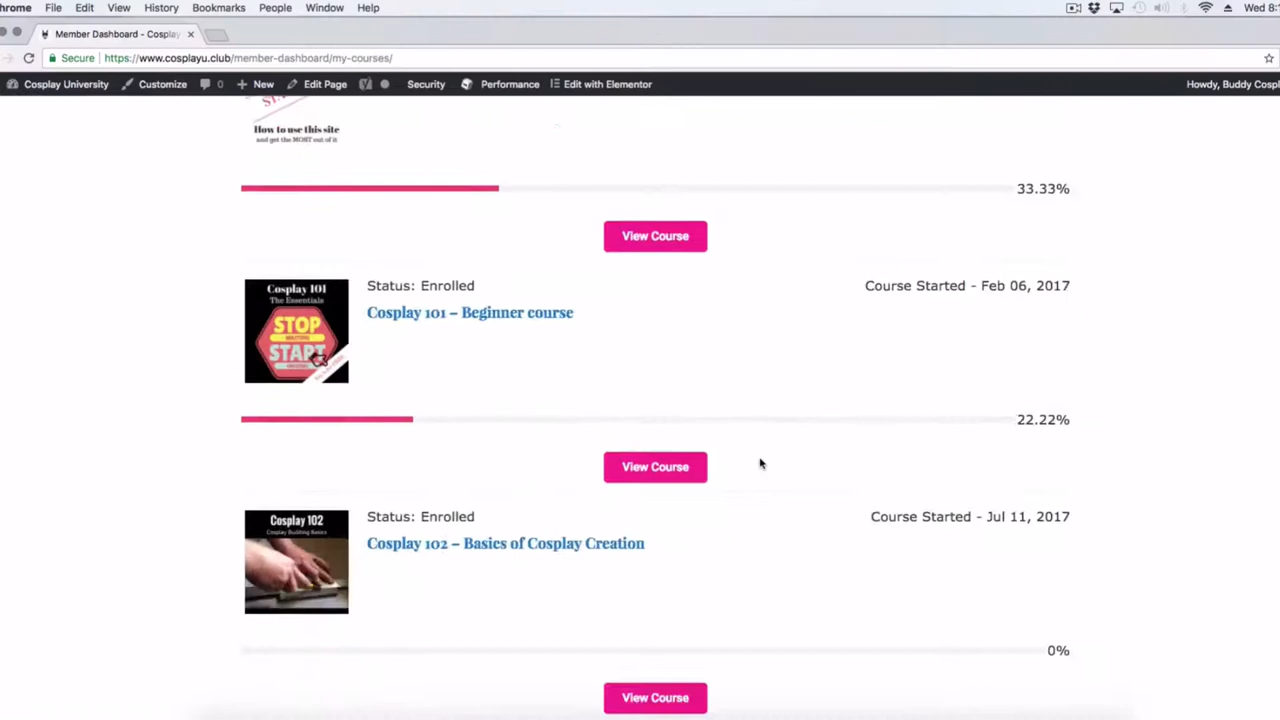 hrome File Edit View History Bookmarks People Window Help Wed 8:1
Member Dashboard - Cosplay
Secure https://www.cosplayu.club/member-dashboard/my-courses/
Cosplay University Customize 0 New Edit Page Security Performance Edit with Elementor Howdy, Buddy Cospl
How to use this site
and get the MOST out of it
33.33%
View Course
Cosplay 101
The Essentials
STOP
START
Status: Enrolled
Course Started - Feb 06, 2017
Cosplay 101 – Beginner course
22.22%
View Course
Cosplay 102
Cosplay Building Basics
Status: Enrolled
Course Started - Jul 11, 2017
Cosplay 102 – Basics of Cosplay Creation
0%
View Course